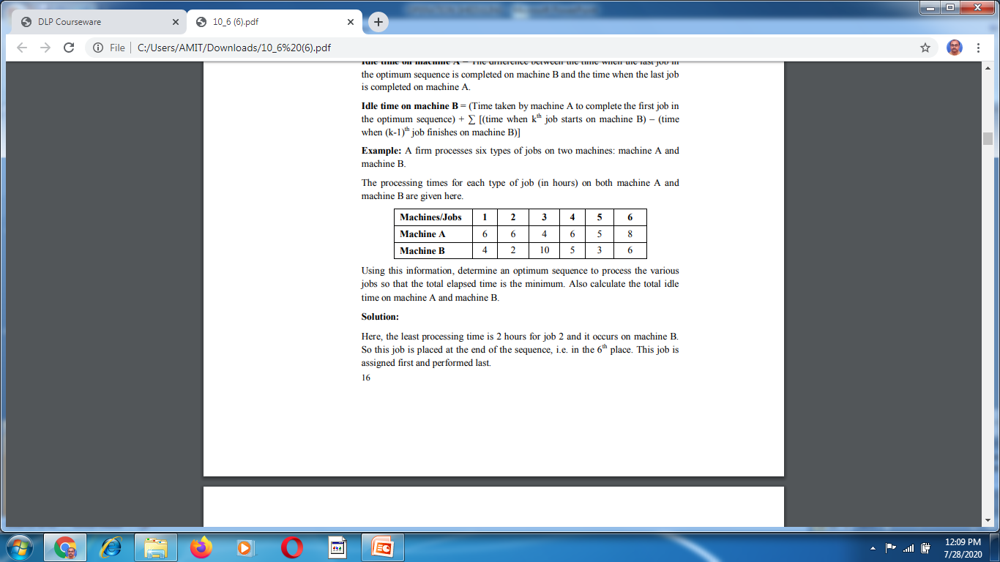 DLP Courseware
10_6 (6).pdf
File
C:/Users/AMIT/Downloads/10_6%20(6).pdf
Idle time on machine A = The difference between the time when the last job in
the optimum sequence is completed on machine B and the time when the last job
is completed on machine A.
Idle time on machine B = (Time taken by machine A to complete the first job in
the optimum sequence) + ∑ [(time when kth job starts on machine B) – (time
when (k-1)th job finishes on machine B)]
Example: A firm processes six types of jobs on two machines: machine A and
machine B.
The processing times for each type of job (in hours) on both machine A and
machine B are given here.
Machines/Jobs 1 2 3 4 5 6
Machine A 6 6 4 6 5 8
Machine B 4 2 10 5 3 6
Using this information, determine an optimum sequence to process the various
jobs so that the total elapsed time is the minimum. Also calculate the total idle
time on machine A and machine B.
Solution:
Here, the least processing time is 2 hours for job 2 and it occurs on machine B.
So this job is placed at the end of the sequence, i.e. in the 6th place. This job is
assigned first and performed last.
16
12:09 PM
7/28/2020